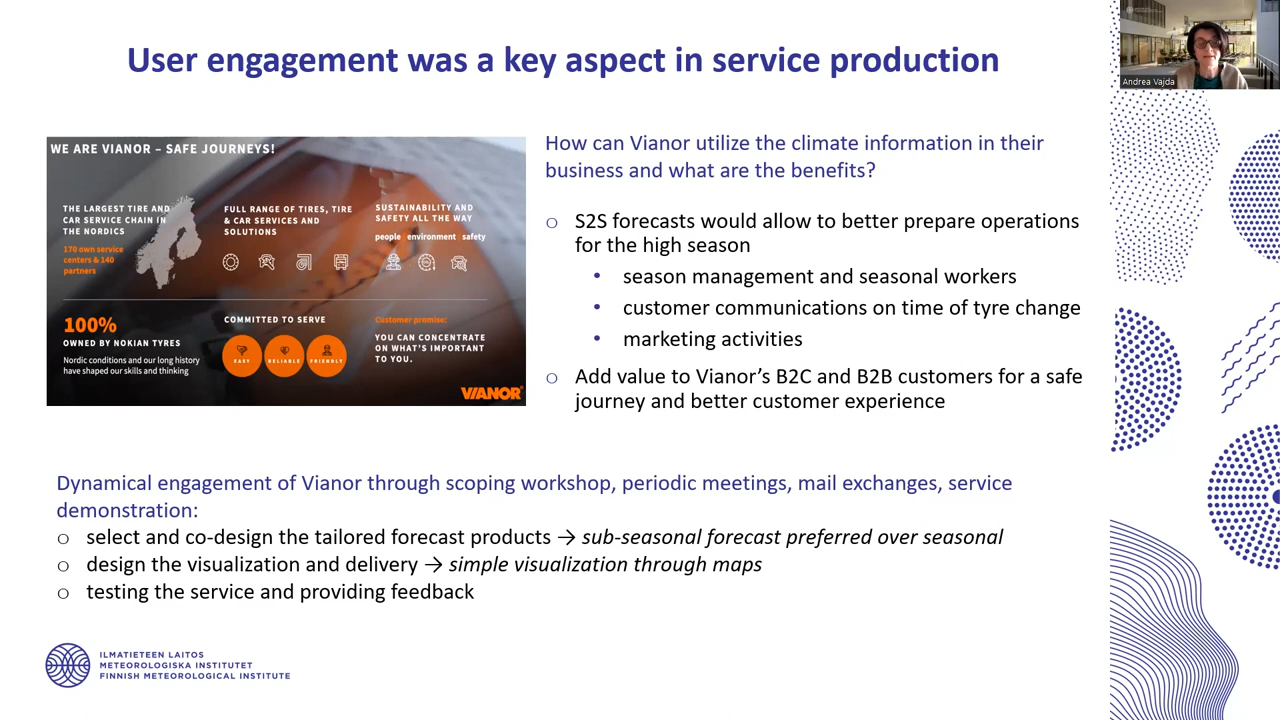 User engagement was a key aspect in service production
Andrea Vajda
WE ARE VIANOR – SAFE JOURNEYS!
THE LARGEST TIRE AND
CAR SERVICE CHAIN IN
THE NORDICS
170 own service
centers & 140
partners
FULL RANGE OF TIRES, TIRE
& CAR SERVICES AND
SOLUTIONS
SUSTAINABILITY AND
SAFETY ALL THE WAY
people / environment / safety
100%
OWNED BY NOKIAN TYRES
Nordic conditions and our long history
have shaped our skills and thinking
COMMITTED TO SERVE
EASY RELIABLE FRIENDLY
Customer promise:
YOU CAN CONCENTRATE
ON WHAT'S IMPORTANT
TO YOU.
VIANOR
How can Vianor utilize the climate information in their
business and what are the benefits?
o S2S forecasts would allow to better prepare operations
for the high season
• season management and seasonal workers
• customer communications on time of tyre change
• marketing activities
o Add value to Vianor’s B2C and B2B customers for a safe
journey and better customer experience
Dynamical engagement of Vianor through scoping workshop, periodic meetings, mail exchanges, service
demonstration:
o select and co-design the tailored forecast products → sub-seasonal forecast preferred over seasonal
o design the visualization and delivery → simple visualization through maps
o testing the service and providing feedback
ILMATIETEEN LAITOS
METEOROLOGISKA INSTITUTET
FINNISH METEOROLOGICAL INSTITUTE